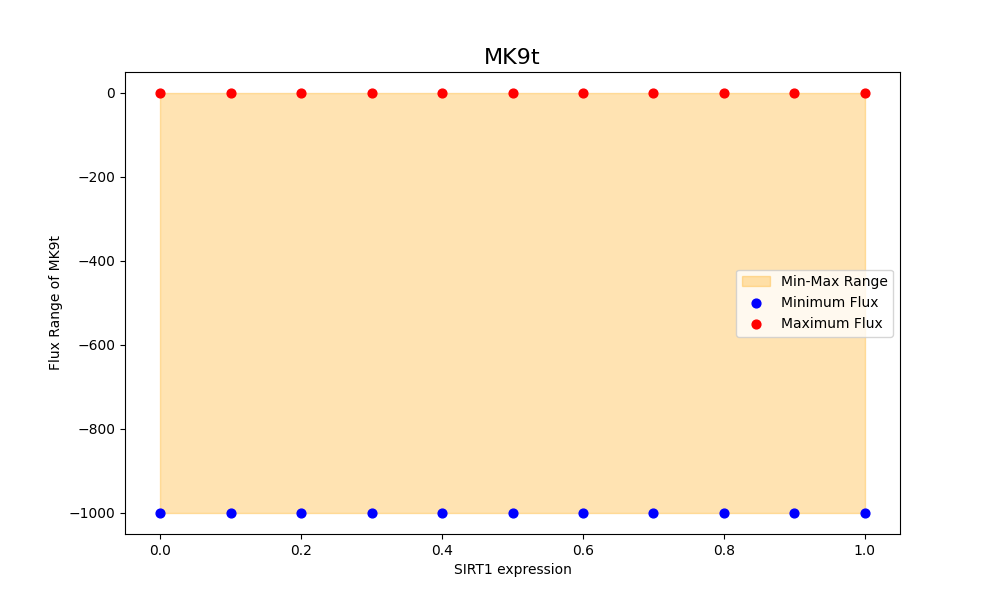 MK9t
0
−200
−400
−600
−800
−1000
Flux Range of MK9t
Min-Max Range
Minimum Flux
Maximum Flux
0.0 0.2 0.4 0.6 0.8 1.0
SIRT1 expression